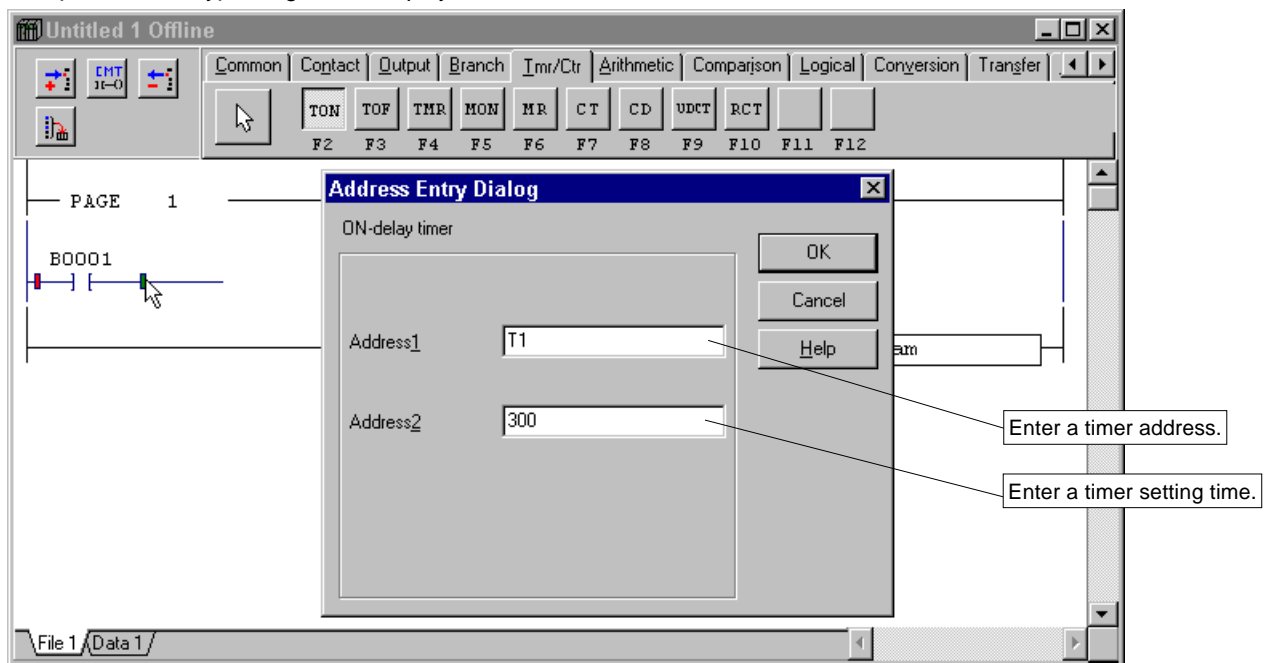 Untitled 1 Offline
CMT
Common Contact Output Branch Tmr/Ctr Arithmetic Comparison Logical Conversion Transfer
TON TOF TMR MON MR CT CD UDCT RCT
F2 F3 F4 F5 F6 F7 F8 F9 F10 F11 F12
PAGE 1
B0001
Address Entry Dialog
ON-delay timer
OK
Cancel
Help
Address1 T1
Address2 300
am
Enter a timer address.
Enter a timer setting time.
File 1 Data 1